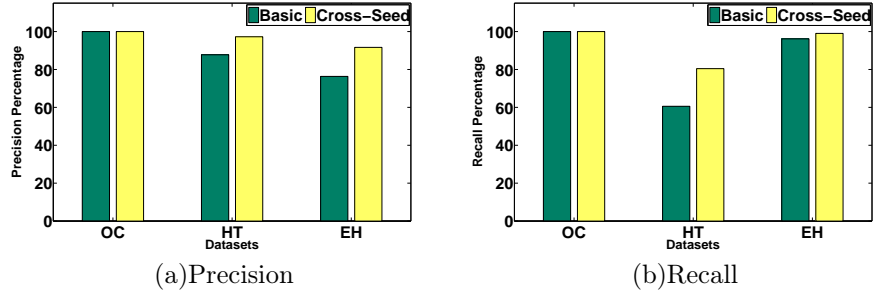 Basic Cross-Seed
Precision Percentage
100
80
60
40
20
0
OC HT EH
Datasets
(a)Precision
Basic Cross-Seed
Recall Percentage
100
80
60
40
20
0
OC HT EH
Datasets
(b)Recall